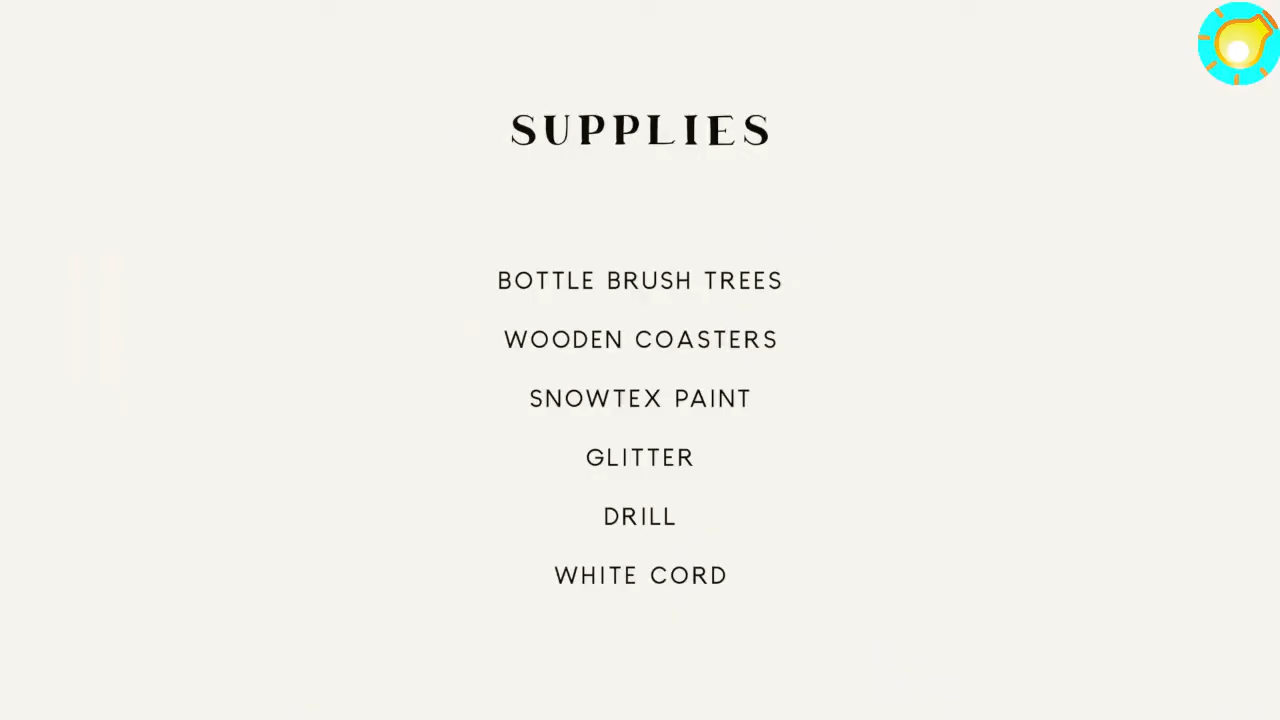 SUPPLIES
BOTTLE BRUSH TREES
WOODEN COASTERS
SNOWTEX PAINT
GLITTER
DRILL
WHITE CORD